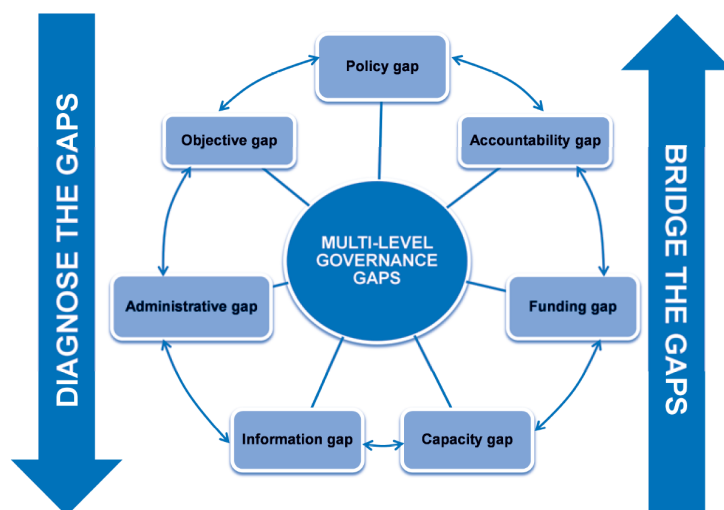 DIAGNOSE THE GAPS
Policy gap
Objective gap
Accountability gap
MULTI-LEVEL
GOVERNANCE
GAPS
Administrative gap
Funding gap
Information gap
Capacity gap
BRIDGE THE GAPS